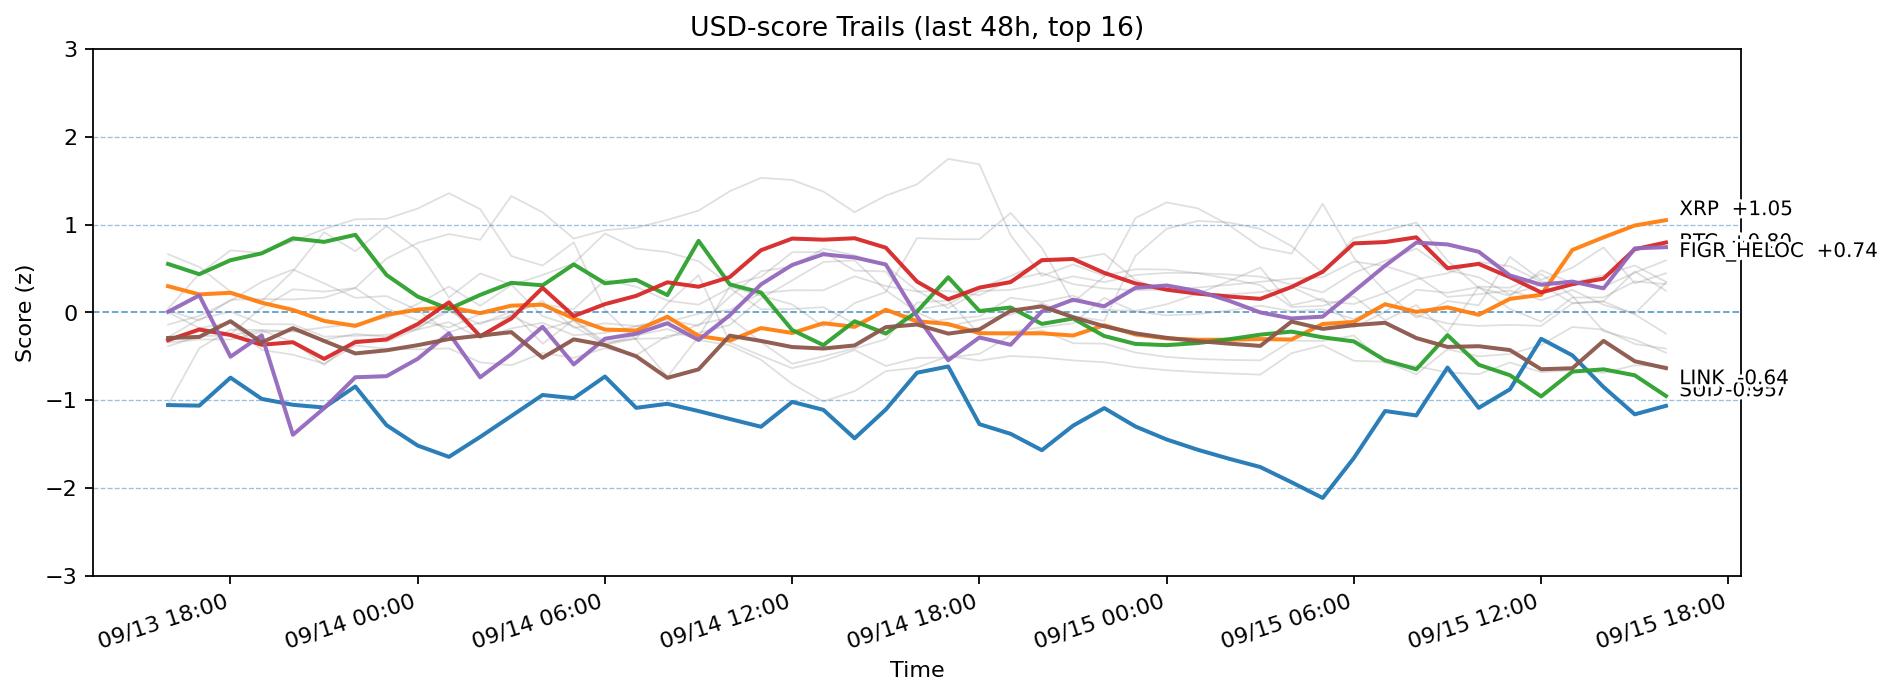 USD-score Trails (last 48h, top 16)
3
2
1
0
−1
−2
−3
Score (z)
XRP +1.05
FIGR_HELOC +0.74
LINK -0.64
09/13 18:00
09/14 00:00
09/14 06:00
09/14 12:00
09/14 18:00
09/15 00:00
09/15 06:00
09/15 12:00
09/15 18:00
Time